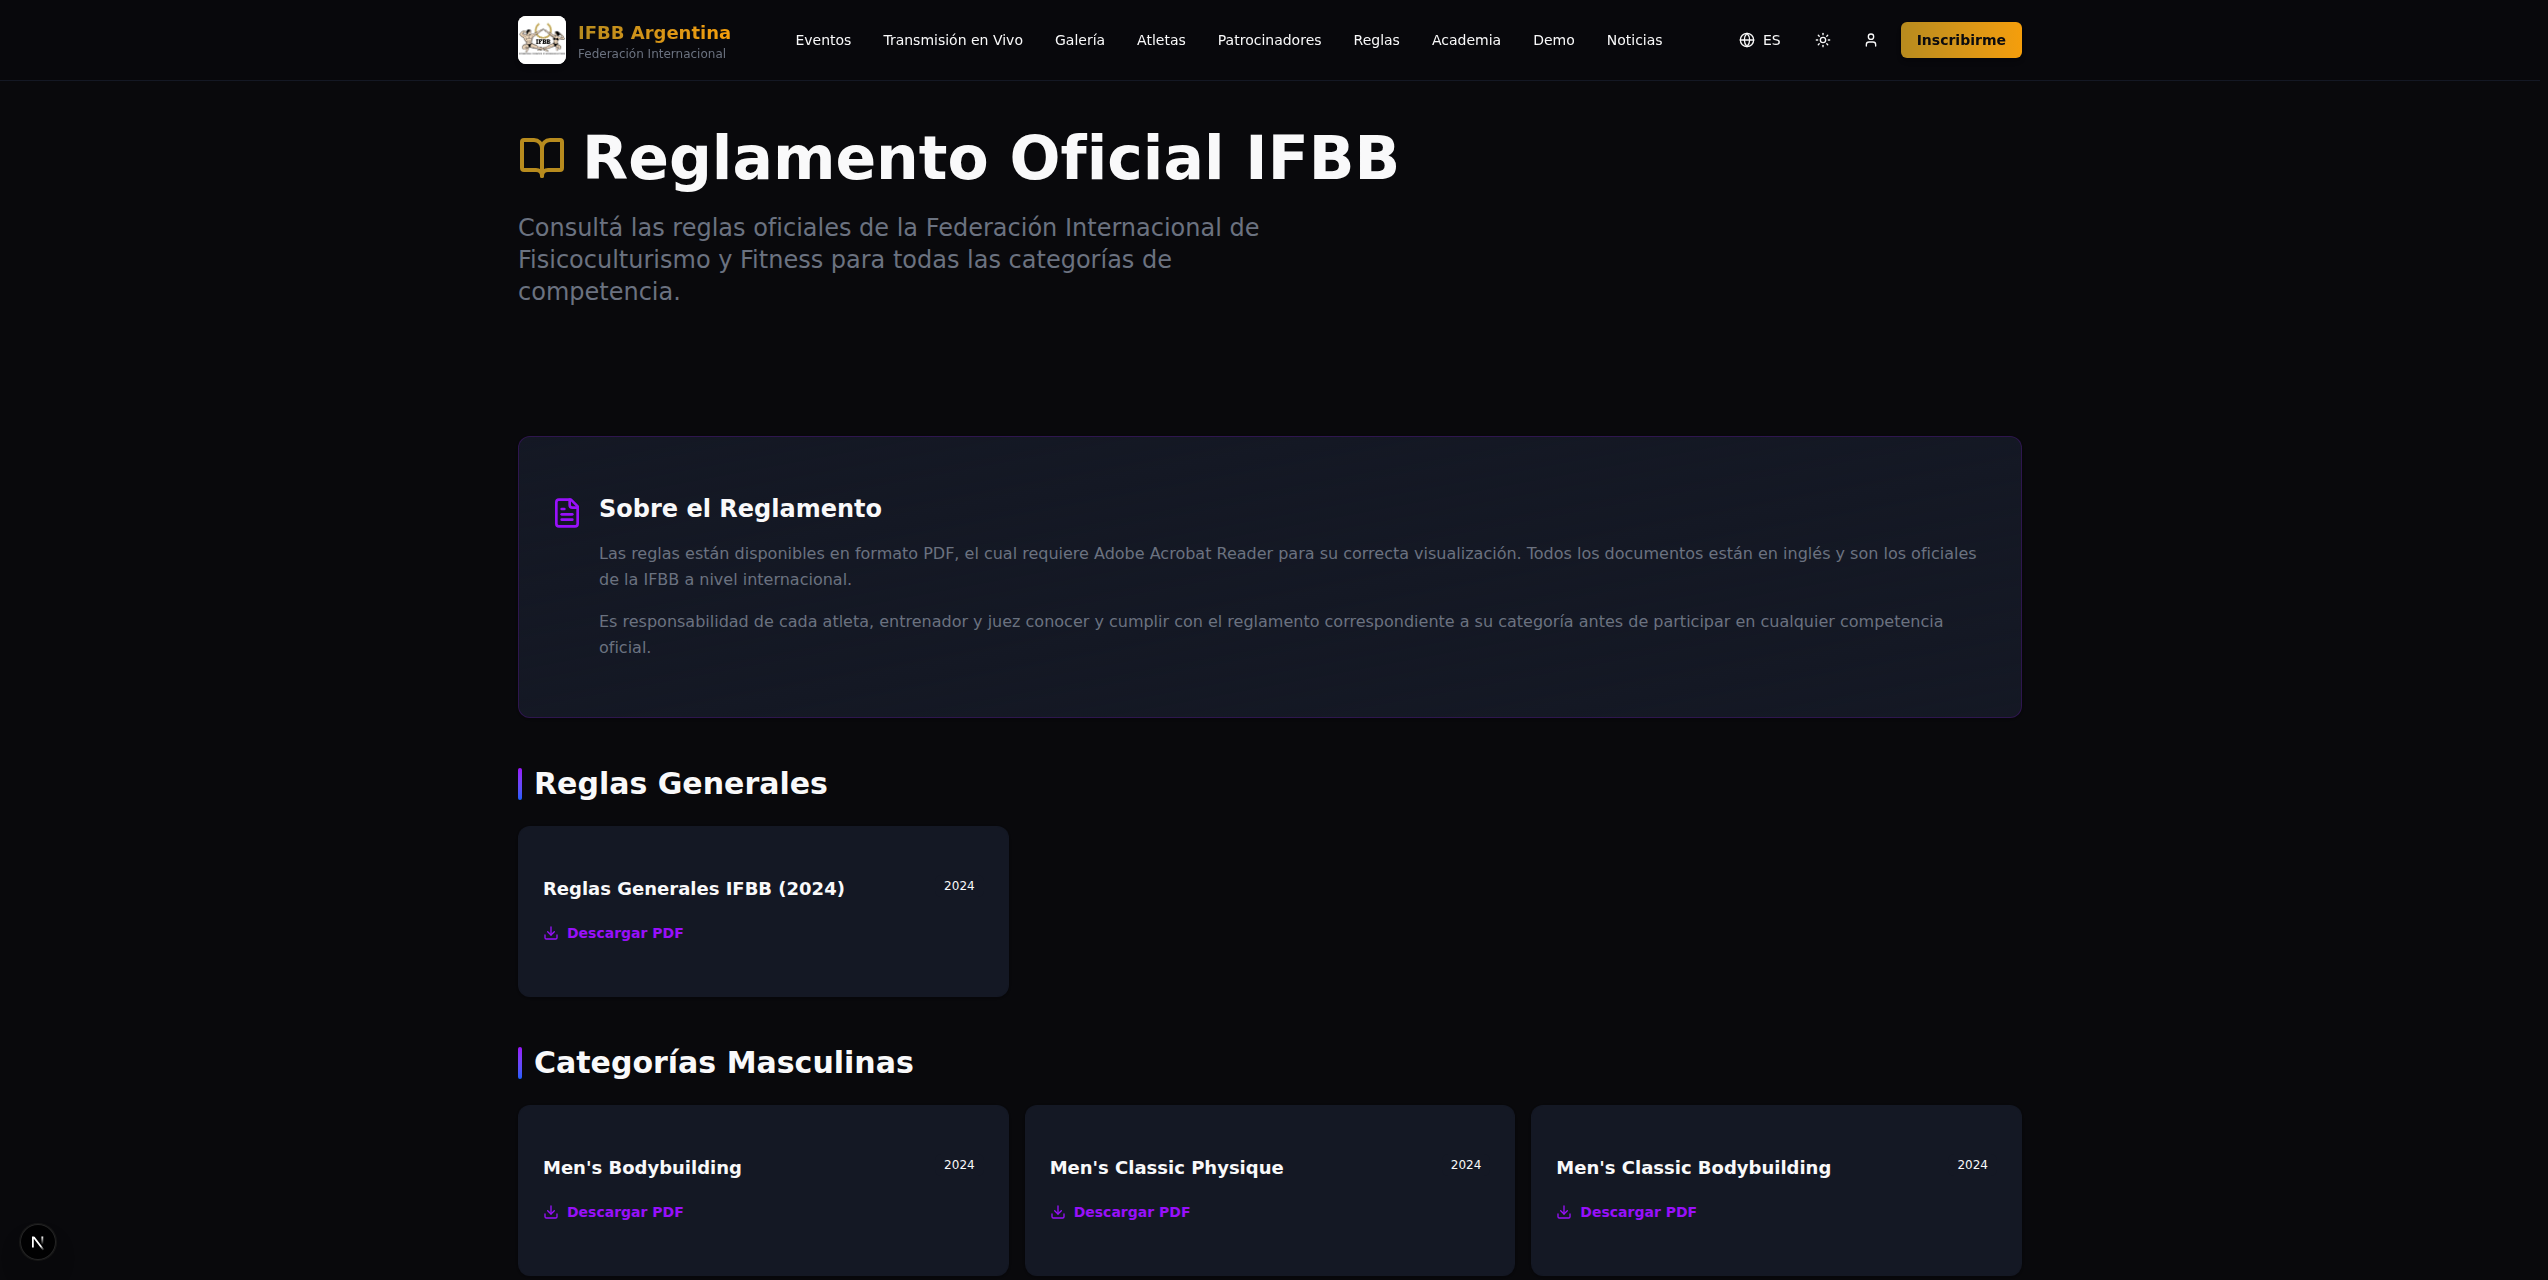 IFBB
IFBB Argentina
Federación Internacional
Eventos
Transmisión en Vivo
Galería
Atletas
Patrocinadores
Reglas
Academia
Demo
Noticias
ES
Inscribirme
Reglamento Oficial IFBB
Consultá las reglas oficiales de la Federación Internacional de
Fisicoculturismo y Fitness para todas las categorías de
competencia.
Sobre el Reglamento
Las reglas están disponibles en formato PDF, el cual requiere Adobe Acrobat Reader para su correcta visualización. Todos los documentos están en inglés y son los oficiales
de la IFBB a nivel internacional.
Es responsabilidad de cada atleta, entrenador y juez conocer y cumplir con el reglamento correspondiente a su categoría antes de participar en cualquier competencia
oficial.
Reglas Generales
Reglas Generales IFBB (2024)
2024
Descargar PDF
Categorías Masculinas
Men's Bodybuilding
2024
Descargar PDF
Men's Classic Physique
2024
Descargar PDF
Men's Classic Bodybuilding
2024
Descargar PDF
N